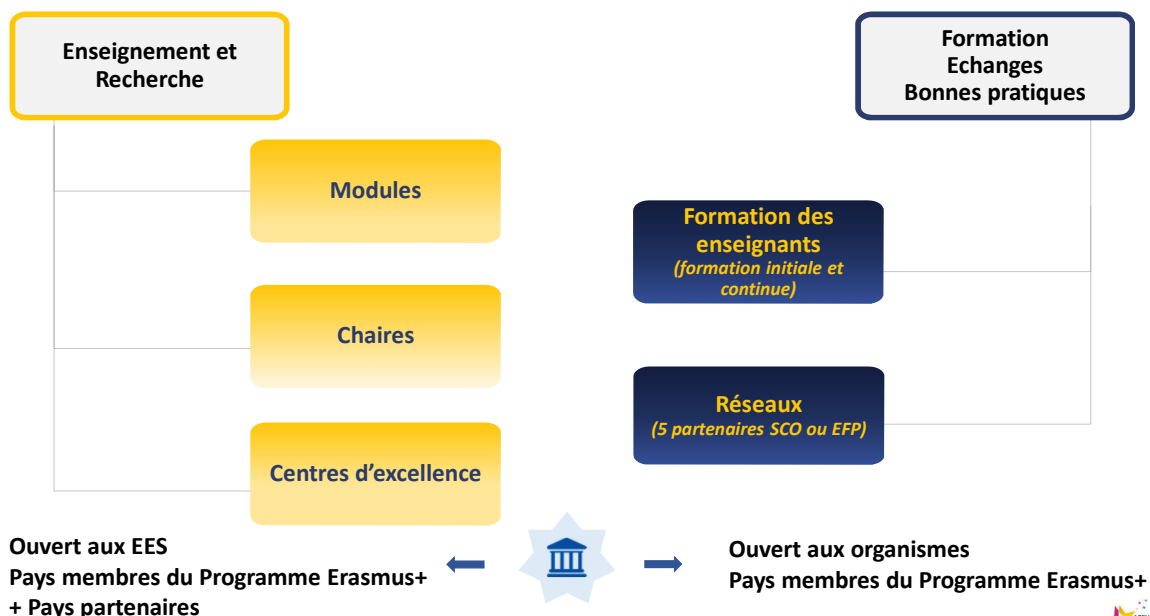 Enseignement et
Recherche
Modules
Chaires
Centres d'excellence
Ouvert aux EES
Pays membres du Programme Erasmus+
+ Pays partenaires
Formation
Echanges
Bonnes pratiques
Formation des
enseignants
(formation initiale et
continue)
Réseaux
(5 partenaires SCO ou EFP)
Ouvert aux organismes
Pays membres du Programme Erasmus+